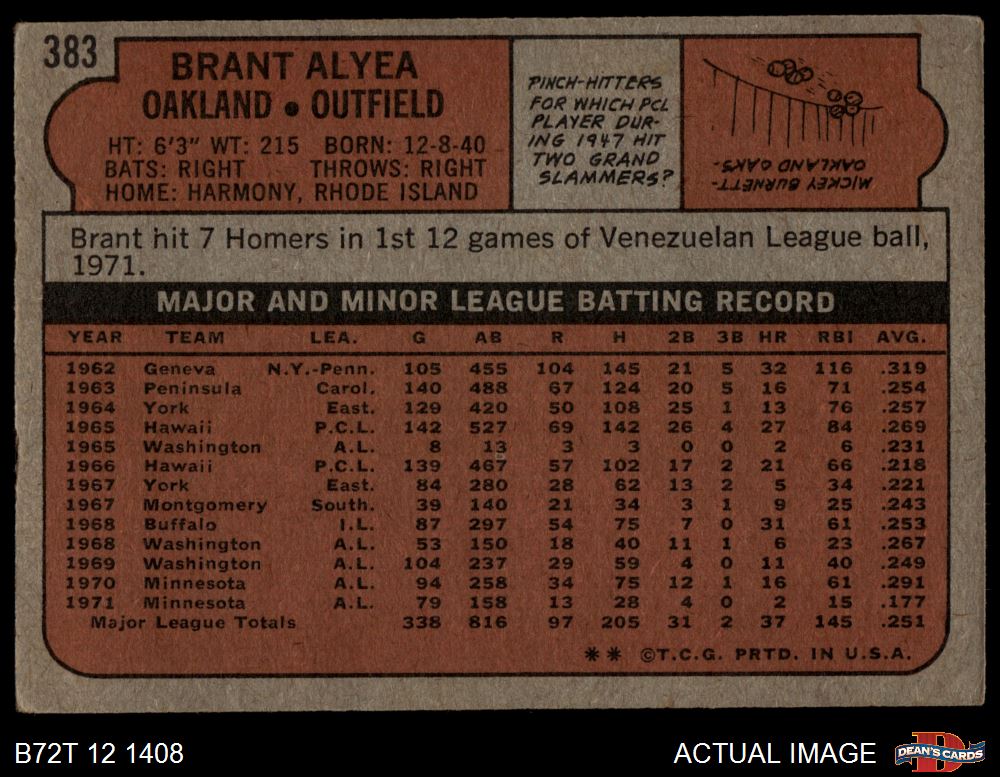 383
BRANT ALYEA
OAKLAND • OUTFIELD
HT: 6'3" WT: 215 BORN: 12-8-40
BATS: RIGHT THROWS: RIGHT
HOME: HARMONY, RHODE ISLAND
PINCH-HITTERS
FOR WHICH PCL
PLAYER DUR-
ING 1947 HIT
TWO GRAND
SLAMMERS?
MICKEY BURNETT--
OAKLAND OAKS-
Brant hit 7 Homers in 1st 12 games of Venezuelan League ball,
1971.
MAJOR AND MINOR LEAGUE BATTING RECORD
YEAR TEAM LEA. G AB R H 2B 3B HR RBI AVG.
1962 Geneva N.Y.-Penn. 105 455 104 145 21 5 32 116 .319
1963 Peninsula Carol. 140 488 67 124 20 5 16 71 .254
1964 York East. 129 420 50 108 25 1 13 76 .257
1965 Hawaii P.C.L. 142 527 69 142 26 4 27 84 .269
1965 Washington A.L. 8 13 3 3 0 0 2 6 .231
1966 Hawaii P.C.L. 139 467 57 102 17 2 21 66 .218
1967 York East. 84 280 28 62 13 2 5 34 .221
1967 Montgomery South. 39 140 21 34 3 1 9 25 .243
1968 Buffalo I.L. 87 297 54 75 7 0 31 61 .253
1968 Washington A.L. 53 150 18 40 11 1 6 23 .267
1969 Washington A.L. 104 237 29 59 4 0 11 40 .249
1970 Minnesota A.L. 94 258 34 75 12 1 16 61 .291
1971 Minnesota A.L. 79 158 13 28 4 0 2 15 .177
Major League Totals 338 816 97 205 31 2 37 145 .251
** ©T.C.G. PRTD. IN U.S.A.
B72T 12 1408
ACTUAL IMAGE
DEAN'S CARDS